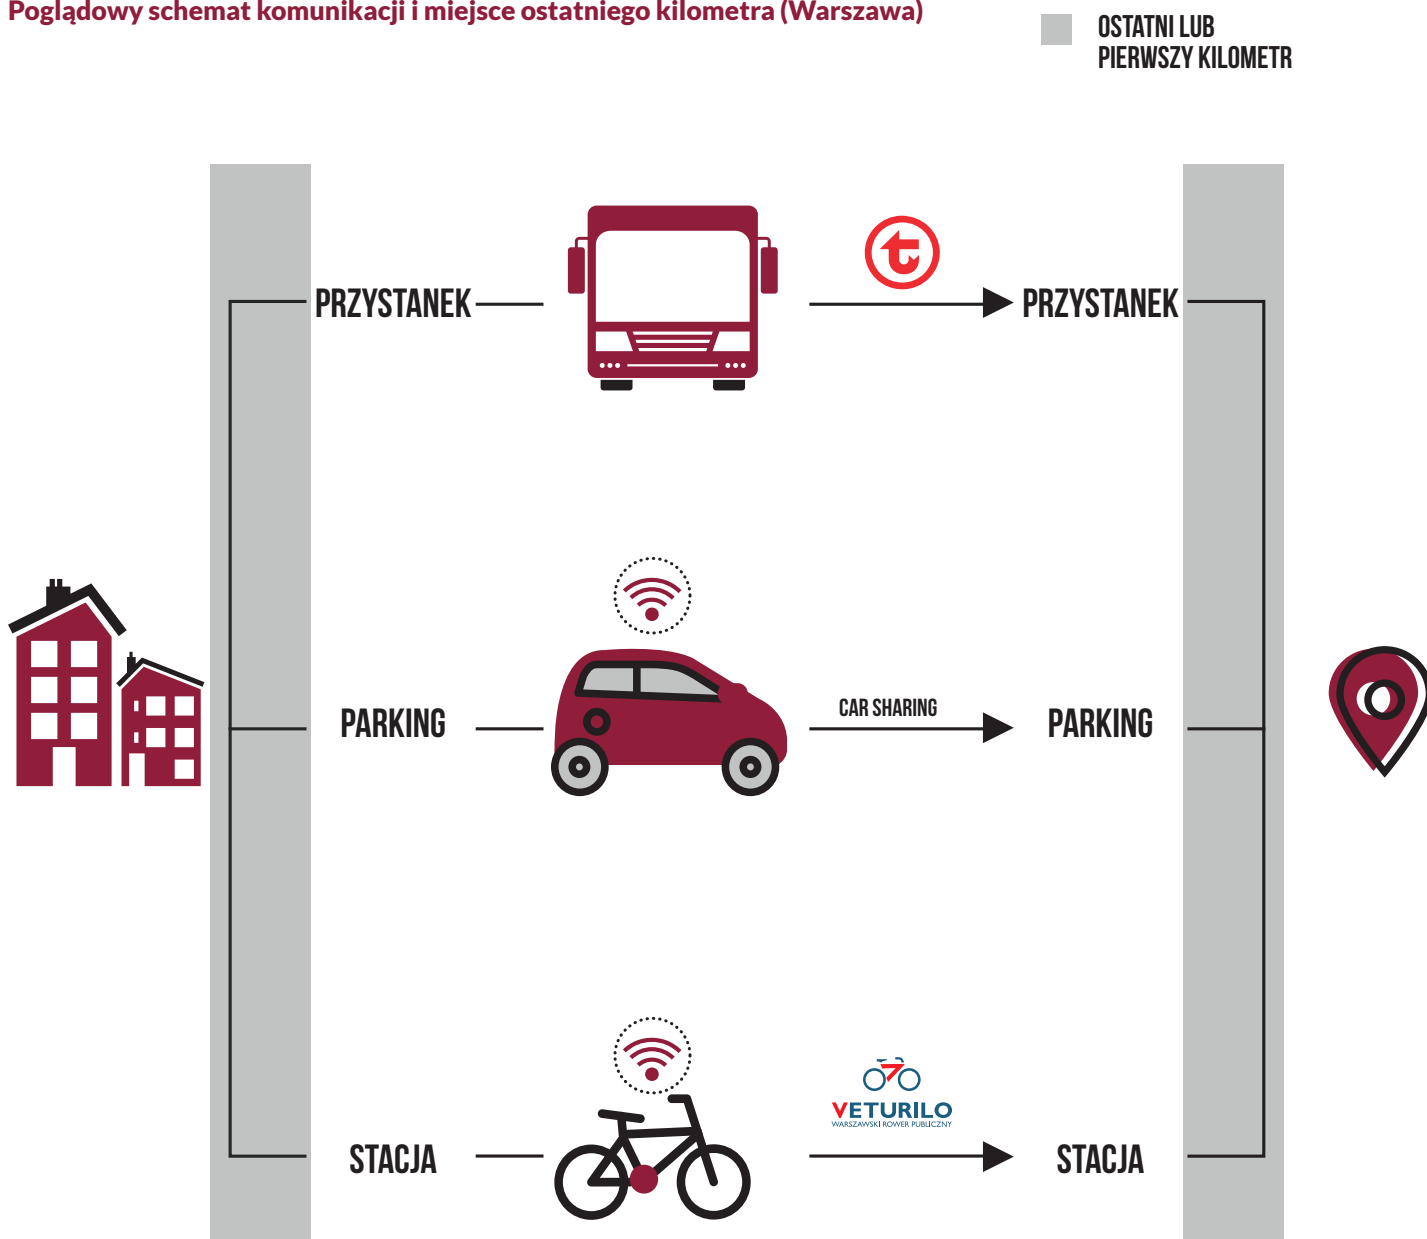 Poglądowy schemat komunikacji i miejsce ostatniego kilometra (Warszawa)
OSTATNI LUB
PIERWSZY KILOMETR
PRZYSTANEK
t
PRZYSTANEK
PARKING
CAR SHARING
PARKING
STACJA
VETURILO
WARSZAWSKI ROWER PUBLICZNY
STACJA